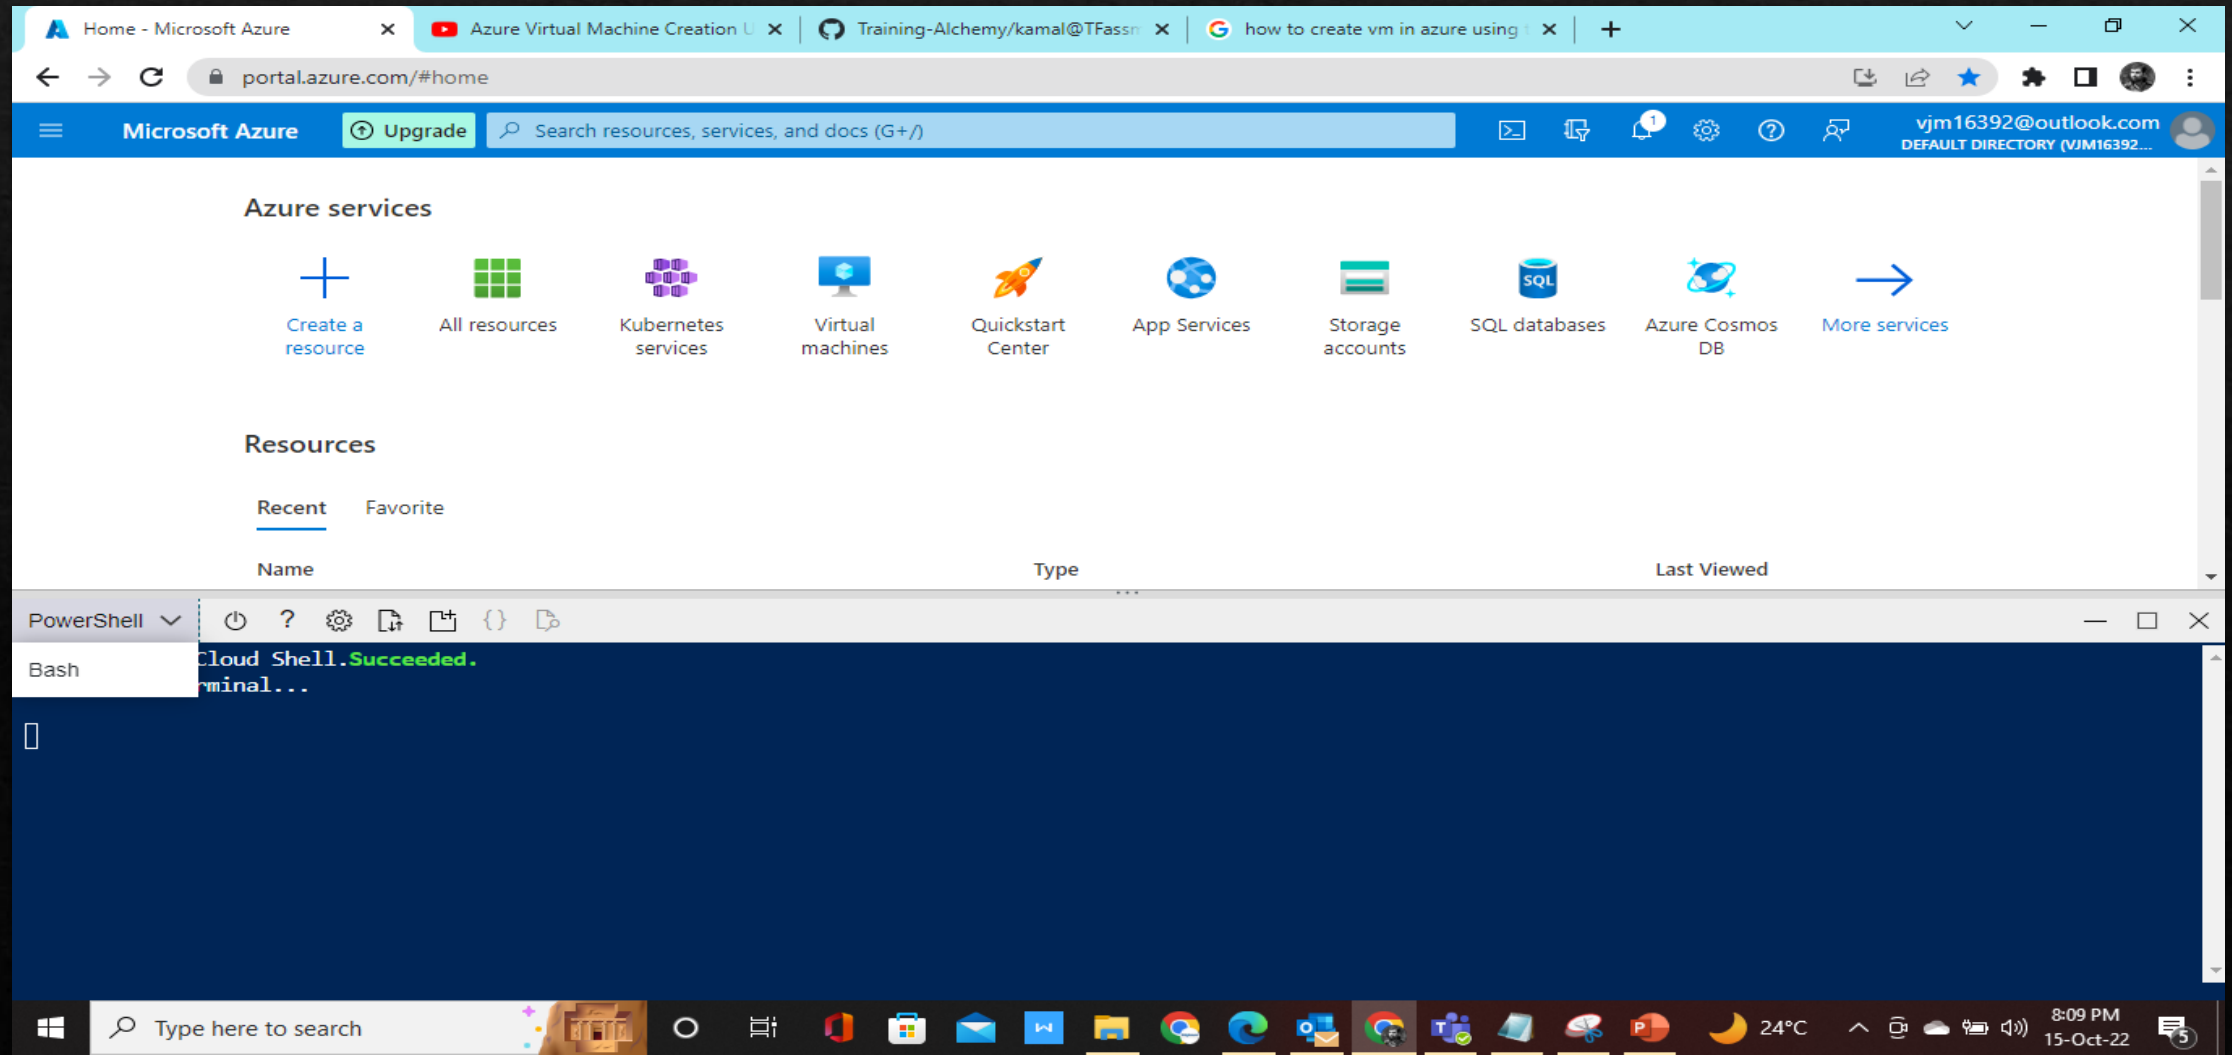 Home - Microsoft Azure
Azure Virtual Machine Creation U
Training-Alchemy/kamal@TFassm
how to create vm in azure using t
portal.azure.com/#home
Microsoft Azure
Upgrade
Search resources, services, and docs (G+/)
1
vjm16392@outlook.com
DEFAULT DIRECTORY (VJM16392...
Azure services
Create a
resource
All resources
Kubernetes
services
Virtual
machines
Quickstart
Center
App Services
Storage
accounts
SQL
SQL databases
Azure Cosmos
DB
More services
Resources
Recent
Favorite
Name
Type
Last Viewed
PowerShell
Bash
Cloud Shell.Succeeded.
rminal...
Type here to search
24°C
8:09 PM
15-Oct-22
5